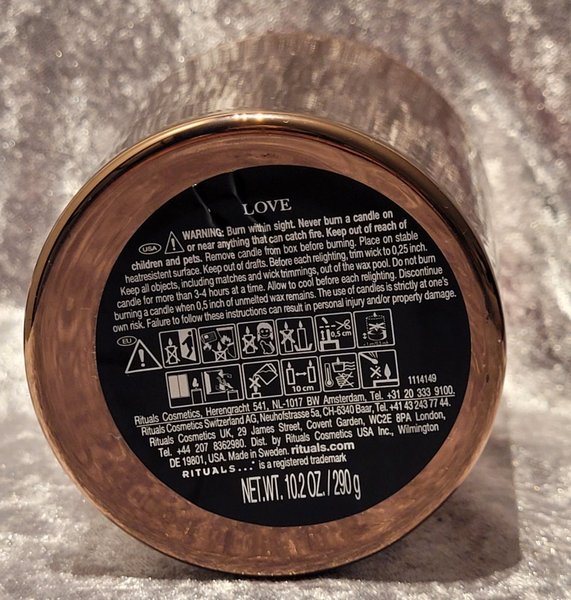 LOVE
USA WARNING: Burn within sight. Never burn a candle on
or near anything that can catch fire. Keep out of reach of
children and pets. Remove candle from box before burning. Place on stable
heatresistent surface. Keep out of drafts. Before each relighting, trim wick to 0,25 inch.
Keep all objects, including matches and wick trimmings, out of the wax pool. Do not burn
candle for more than 3-4 hours at a time. Allow to cool before each relighting. Discontinue
burning a candle when 0,5 inch of unmelted wax remains. The use of candles is strictly at one's
own risk. Failure to follow these instructions can result in personal injury and/or property damage.
EU
0,5 cm
10 cm
1114149
Rituals Cosmetics, Herengracht 541, NL-1017 BW Amsterdam, Tel. +31 20 333 9100.
Rituals Cosmetics Switzerland AG, Neuhofstrasse 5a, CH-6340 Baar, Tel. +41 43 243 77 44.
Rituals Cosmetics UK, 29 James Street, Covent Garden, WC2E 8PA London,
Tel. +44 207 8362980. Dist. by Rituals Cosmetics USA Inc., Wilmington
DE 19801, USA. Made in Sweden. rituals.com
RITUALS...® is a registered trademark
NET.WT. 10.2 OZ. / 290 g